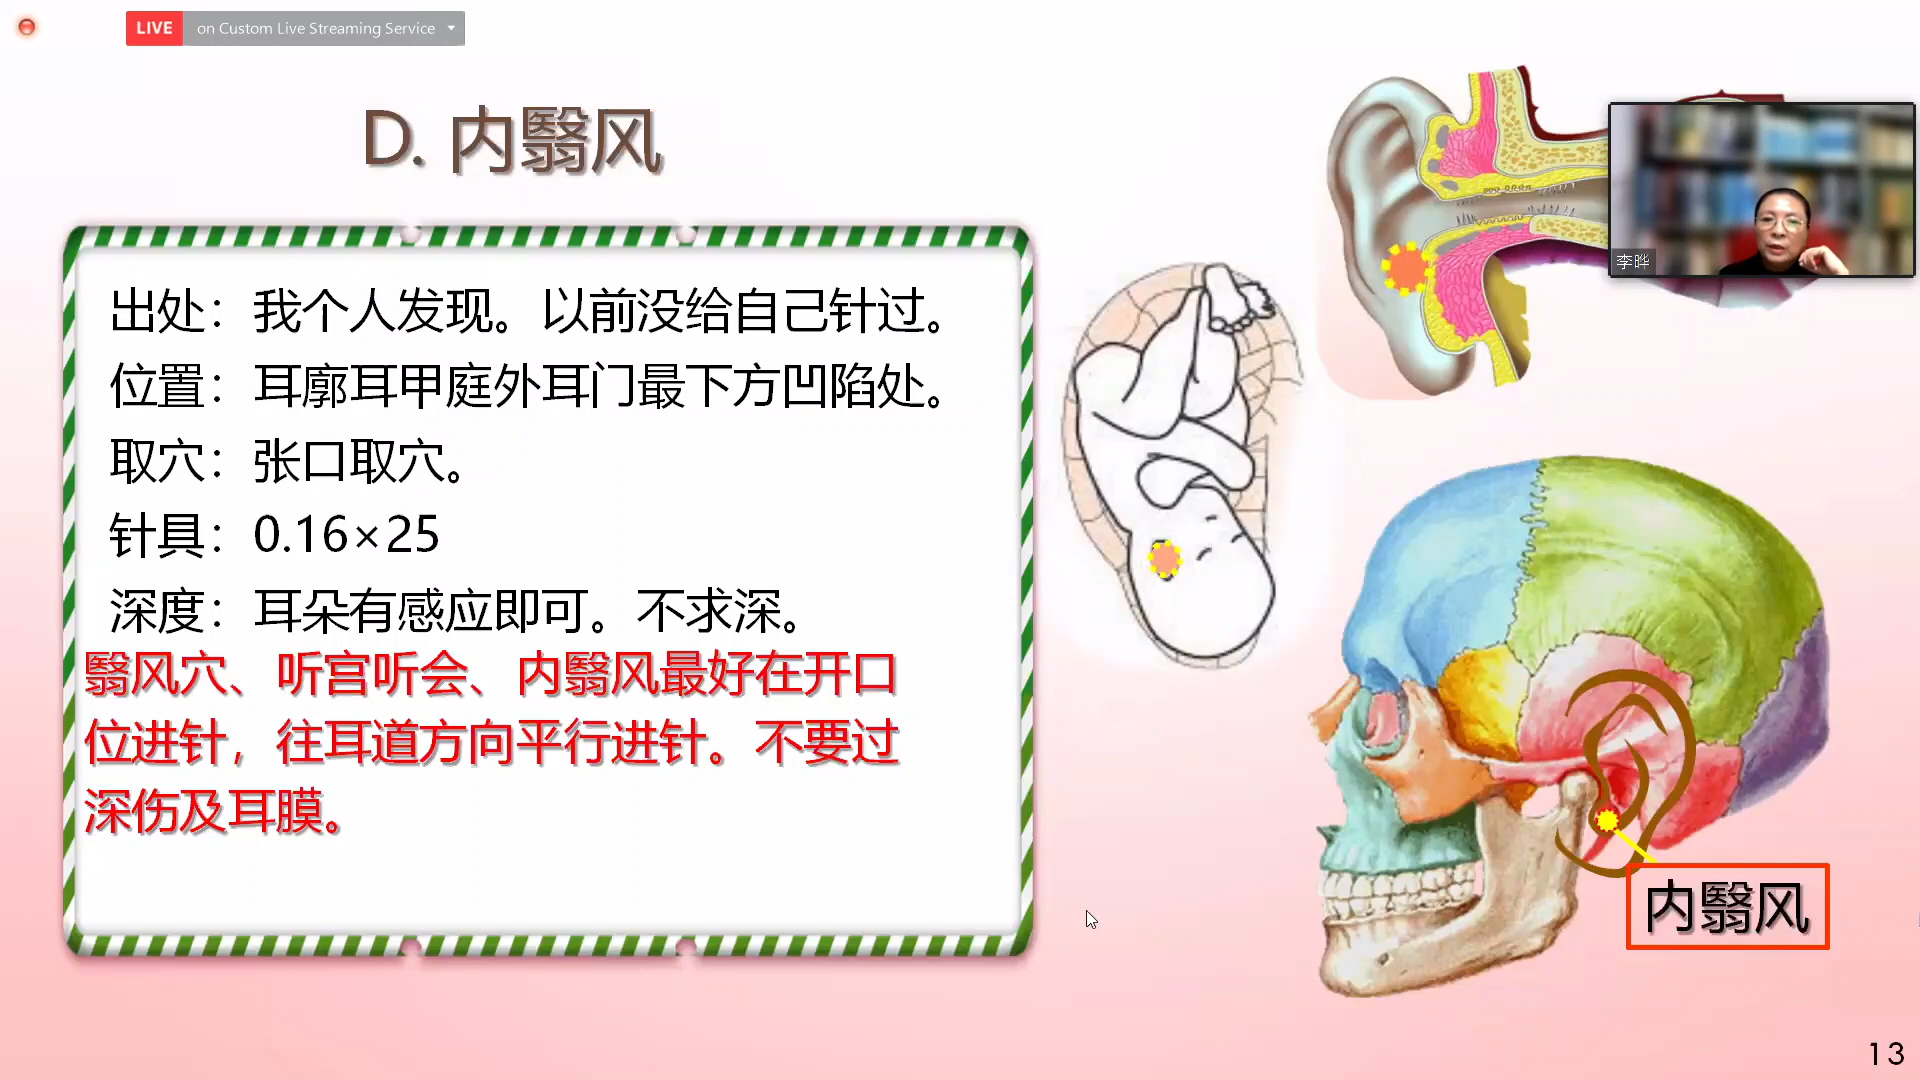 LIVE on Custom Live Streaming Service
D. 内翳风
出处：我个人发现。以前没给自己针过。
位置：耳廓耳甲庭外耳门最下方凹陷处。
取穴：张口取穴。
针具：0.16×25
深度：耳朵有感应即可。不求深。
翳风穴、听宫听会、内翳风最好在开口
位进针，往耳道方向平行进针。不要过
深伤及耳膜。
李晔
内翳风
13